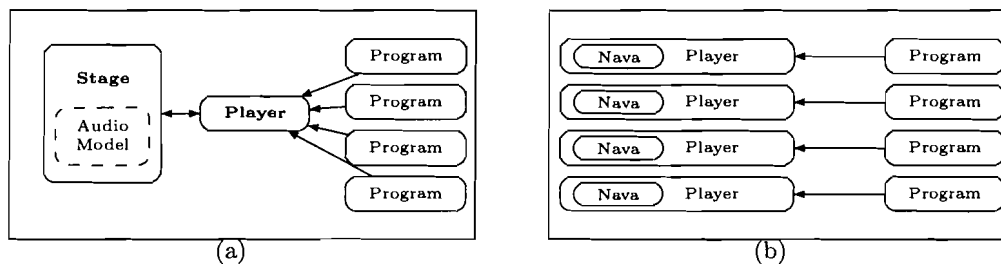 Program
Stage
Program
Player
Audio
Model
Program
Program
(a)
Nava Player Program
Nava Player Program
Nava Player Program
Nava Player Program
(b)